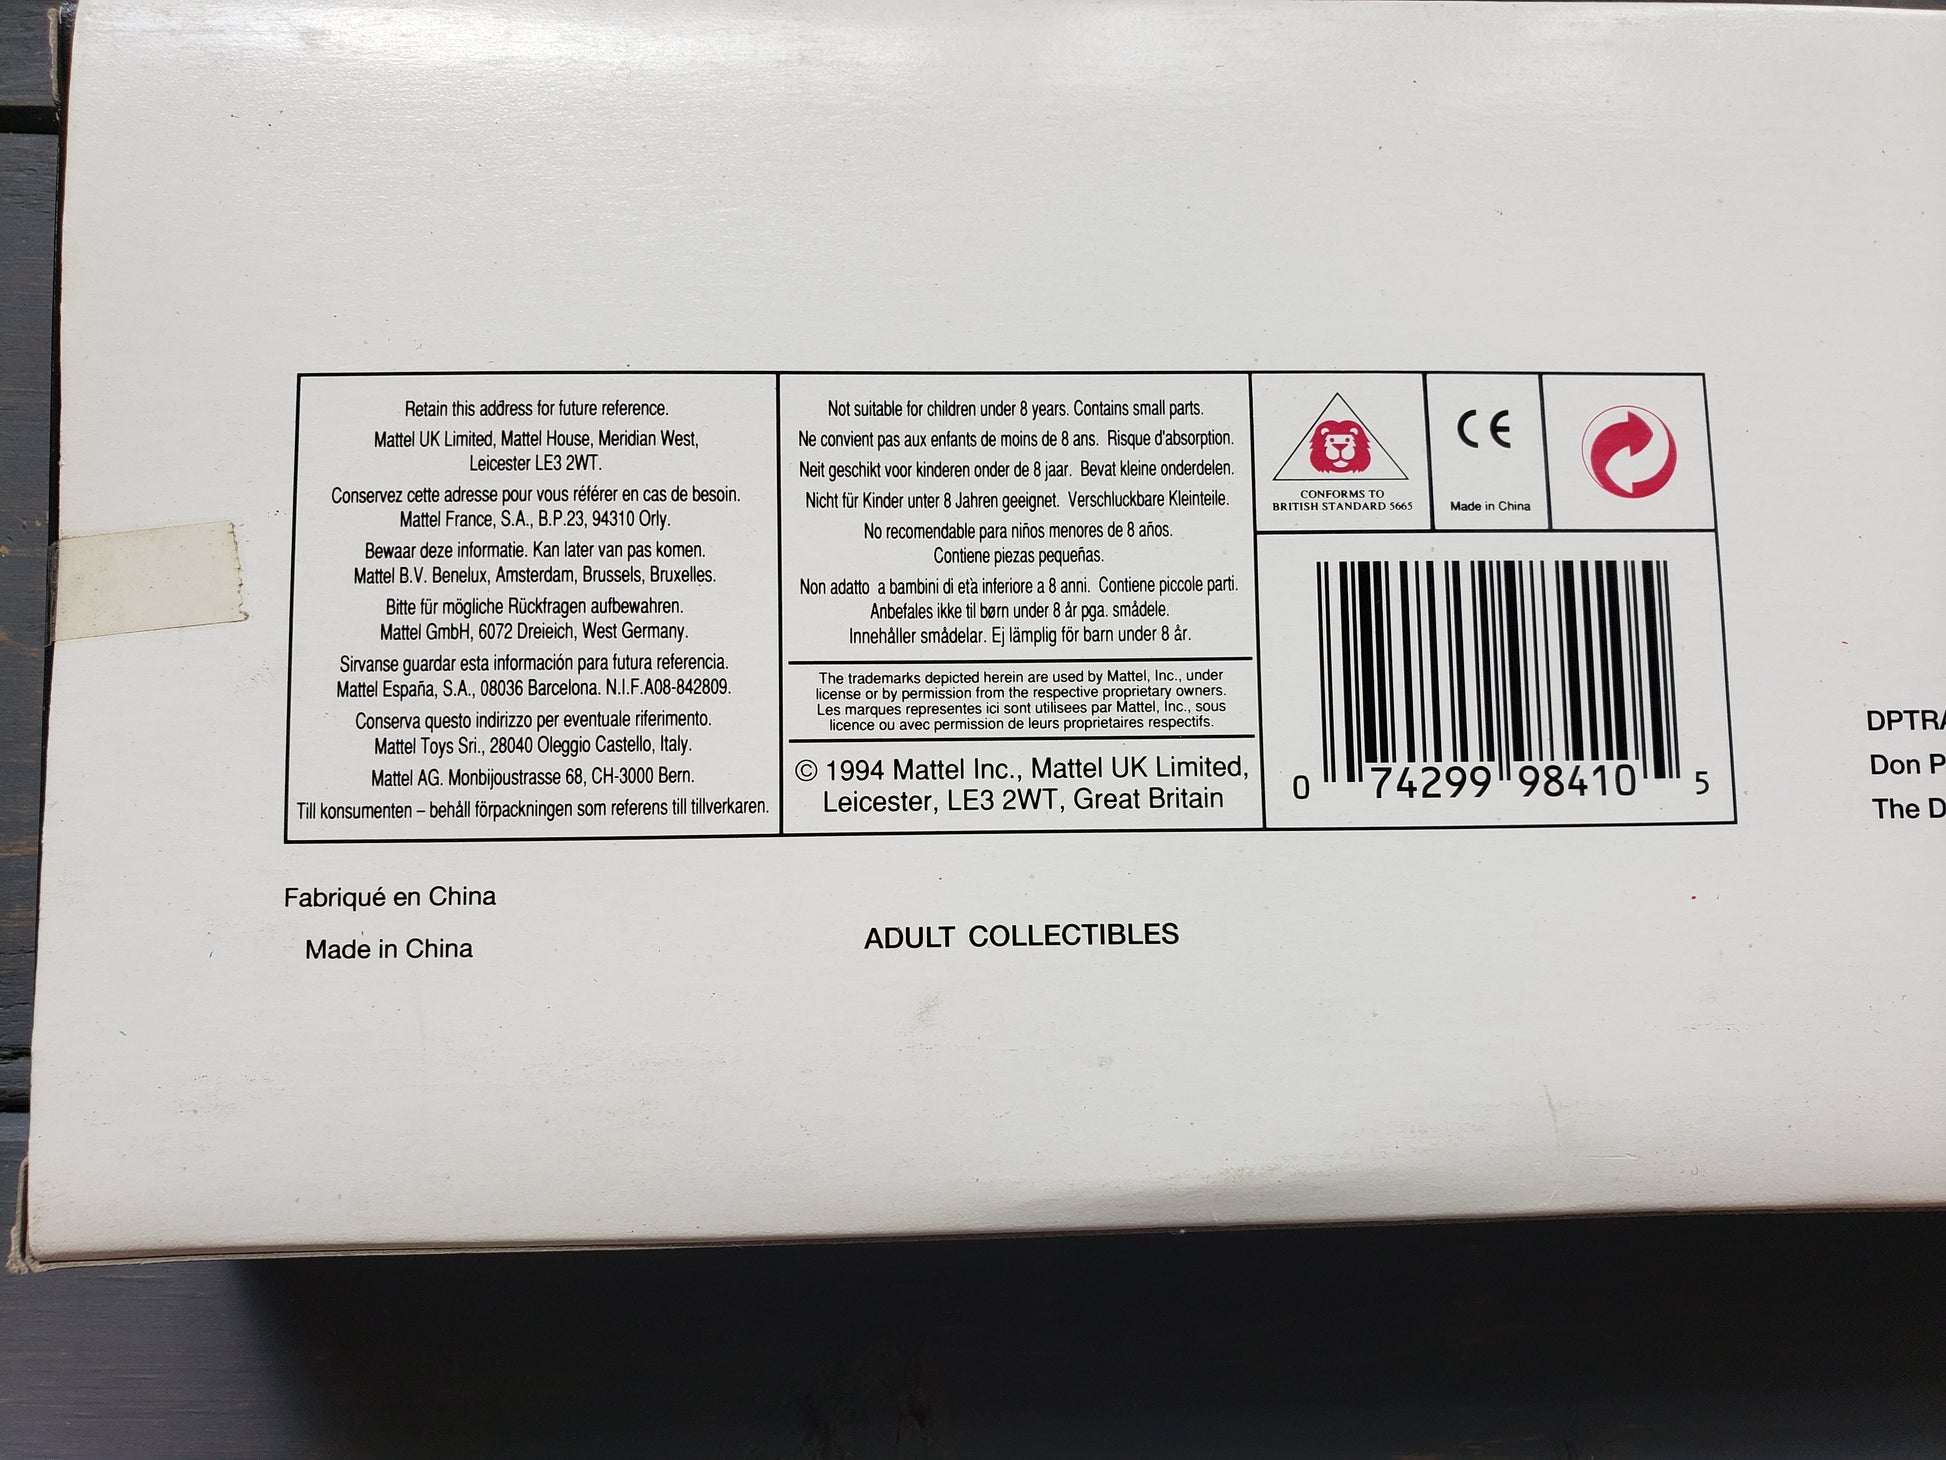 Retain this address for future reference.
Mattel UK Limited, Mattel House, Meridian West,
Leicester LE3 2WT.
Conservez cette adresse pour vous référer en cas de besoin.
Mattel France, S.A., B.P.23, 94310 Orly.
Bewaar deze informatie. Kan later van pas komen.
Mattel B.V. Benelux, Amsterdam, Brussels, Bruxelles.
Bitte für mögliche Rückfragen aufbewahren.
Mattel GmbH, 6072 Dreieich, West Germany.
Sirvanse guardar esta información para futura referencia.
Mattel España, S.A., 08036 Barcelona. N.I.F.A08-842809.
Conserva questo indirizzo per eventuale riferimento.
Mattel Toys Sri., 28040 Oleggio Castello, Italy.
Mattel AG. Monbijoustrasse 68, CH-3000 Bern.
Till konsumenten – behåll förpackningen som referens till tillverkaren.
Not suitable for children under 8 years. Contains small parts.
Ne convient pas aux enfants de moins de 8 ans. Risque d'absorption.
Neit geschikt voor kinderen onder de 8 jaar. Bevat kleine onderdelen.
Nicht für Kinder unter 8 Jahren geeignet. Verschluckbare Kleinteile.
No recomendable para niños menores de 8 años.
Contiene piezas pequeñas.
Non adatto a bambini di età inferiore a 8 anni. Contiene piccole parti.
Anbefales ikke til børn under 8 år pga. smådele.
Innehåller smådelar. Ej lämplig för barn under 8 år.
The trademarks depicted herein are used by Mattel, Inc., under
license or by permission from the respective proprietary owners.
Les marques representes ici sont utilisees par Mattel, Inc., sous
licence ou avec permission de leurs proprietaires respectifs.
© 1994 Mattel Inc., Mattel UK Limited,
Leicester, LE3 2WT, Great Britain
CONFORMS TO
BRITISH STANDARD 5665
CE
Made in China
0 74299 98410 5
Fabriqué en China
Made in China
ADULT COLLECTIBLES
DPTRA
Don P
The D